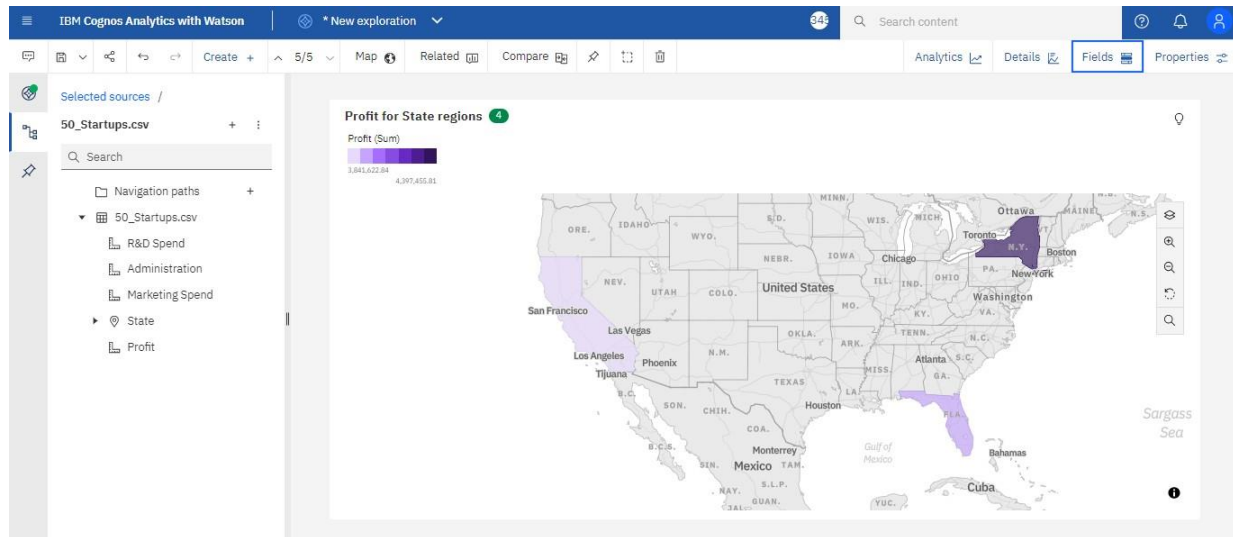 IBM Cognos Analytics with Watson
* New exploration
345
Search content
Create +
5/5
Map
Related
Compare
Analytics
Details
Fields
Properties
Selected sources /
50_Startups.csv
Search
Navigation paths
50_Startups.csv
R&D Spend
Administration
Marketing Spend
State
Profit
Profit for State regions 4
Profit (Sum)
3,841,622.84
4,397,455.81
MINN.
Ottawa
MAINE
N.S.
ORE.
IDAHO
S.D.
WIS.
MICH.
Toronto
N.Y.
VT
Boston
WYO.
NEBR.
IOWA
Chicago
PA.
New York
NEV.
UTAH
COLO.
United States
ILL.
IND.
OHIO
Washington
San Francisco
MO.
KY.
VA.
Las Vegas
OKLA.
ARK.
TENN.
N.C.
Los Angeles
Phoenix
N.M.
Atlanta
S.C.
Tijuana
MISS.
GA.
TEXAS
LA.
B.C.
SON.
CHIH.
Houston
FLA.
Sargass
Sea
COA.
B.C.S.
Monterrey
Gulf of
Mexico
Bahamas
SIN.
Mexico
TAM.
NAY.
S.L.P.
Cuba
GUAN.
YUC.
JAL.